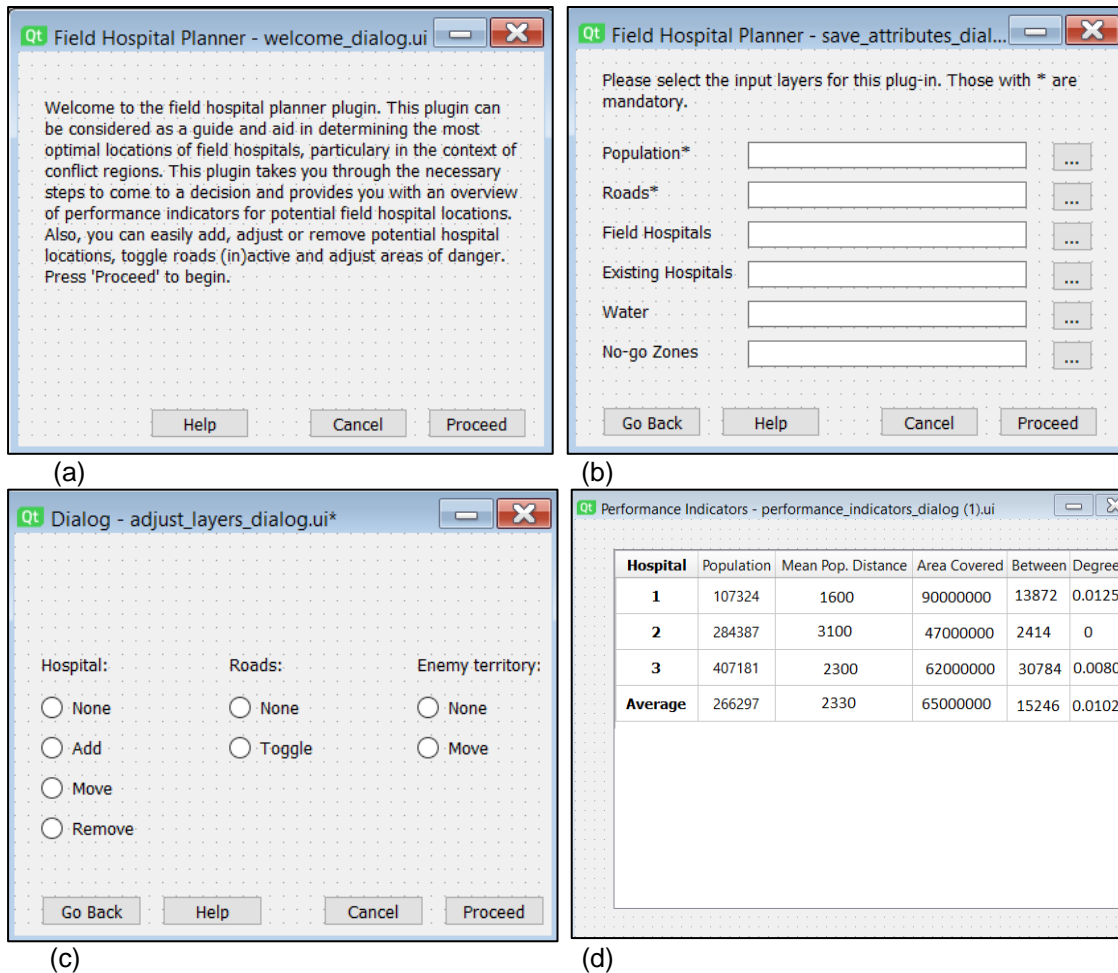 Qt Field Hospital Planner - welcome_dialog.ui
Welcome to the field hospital planner plugin. This plugin can
be considered as a guide and aid in determining the most
optimal locations of field hospitals, particulary in the context of
conflict regions. This plugin takes you through the necessary
steps to come to a decision and provides you with an overview
of performance indicators for potential field hospital locations.
Also, you can easily add, adjust or remove potential hospital
locations, toggle roads (in)active and adjust areas of danger.
Press 'Proceed' to begin.
Help Cancel Proceed
(a)
Qt Field Hospital Planner - save_attributes_dial...
Please select the input layers for this plug-in. Those with * are
mandatory.
Population* ...
Roads* ...
Field Hospitals ...
Existing Hospitals ...
Water ...
No-go Zones ...
Go Back Help Cancel Proceed
(b)
Qt Dialog - adjust_layers_dialog.ui*
Hospital: Roads: Enemy territory:
None None None
Add Toggle Move
Move
Remove
Go Back Help Cancel Proceed
(c)
Qt Performance Indicators - performance_indicators_dialog (1).ui
Hospital Population Mean Pop. Distance Area Covered Between Degree
1 107324 1600 90000000 13872 0.0125
2 284387 3100 47000000 2414 0
3 407181 2300 62000000 30784 0.0080
Average 266297 2330 65000000 15246 0.0102
(d)